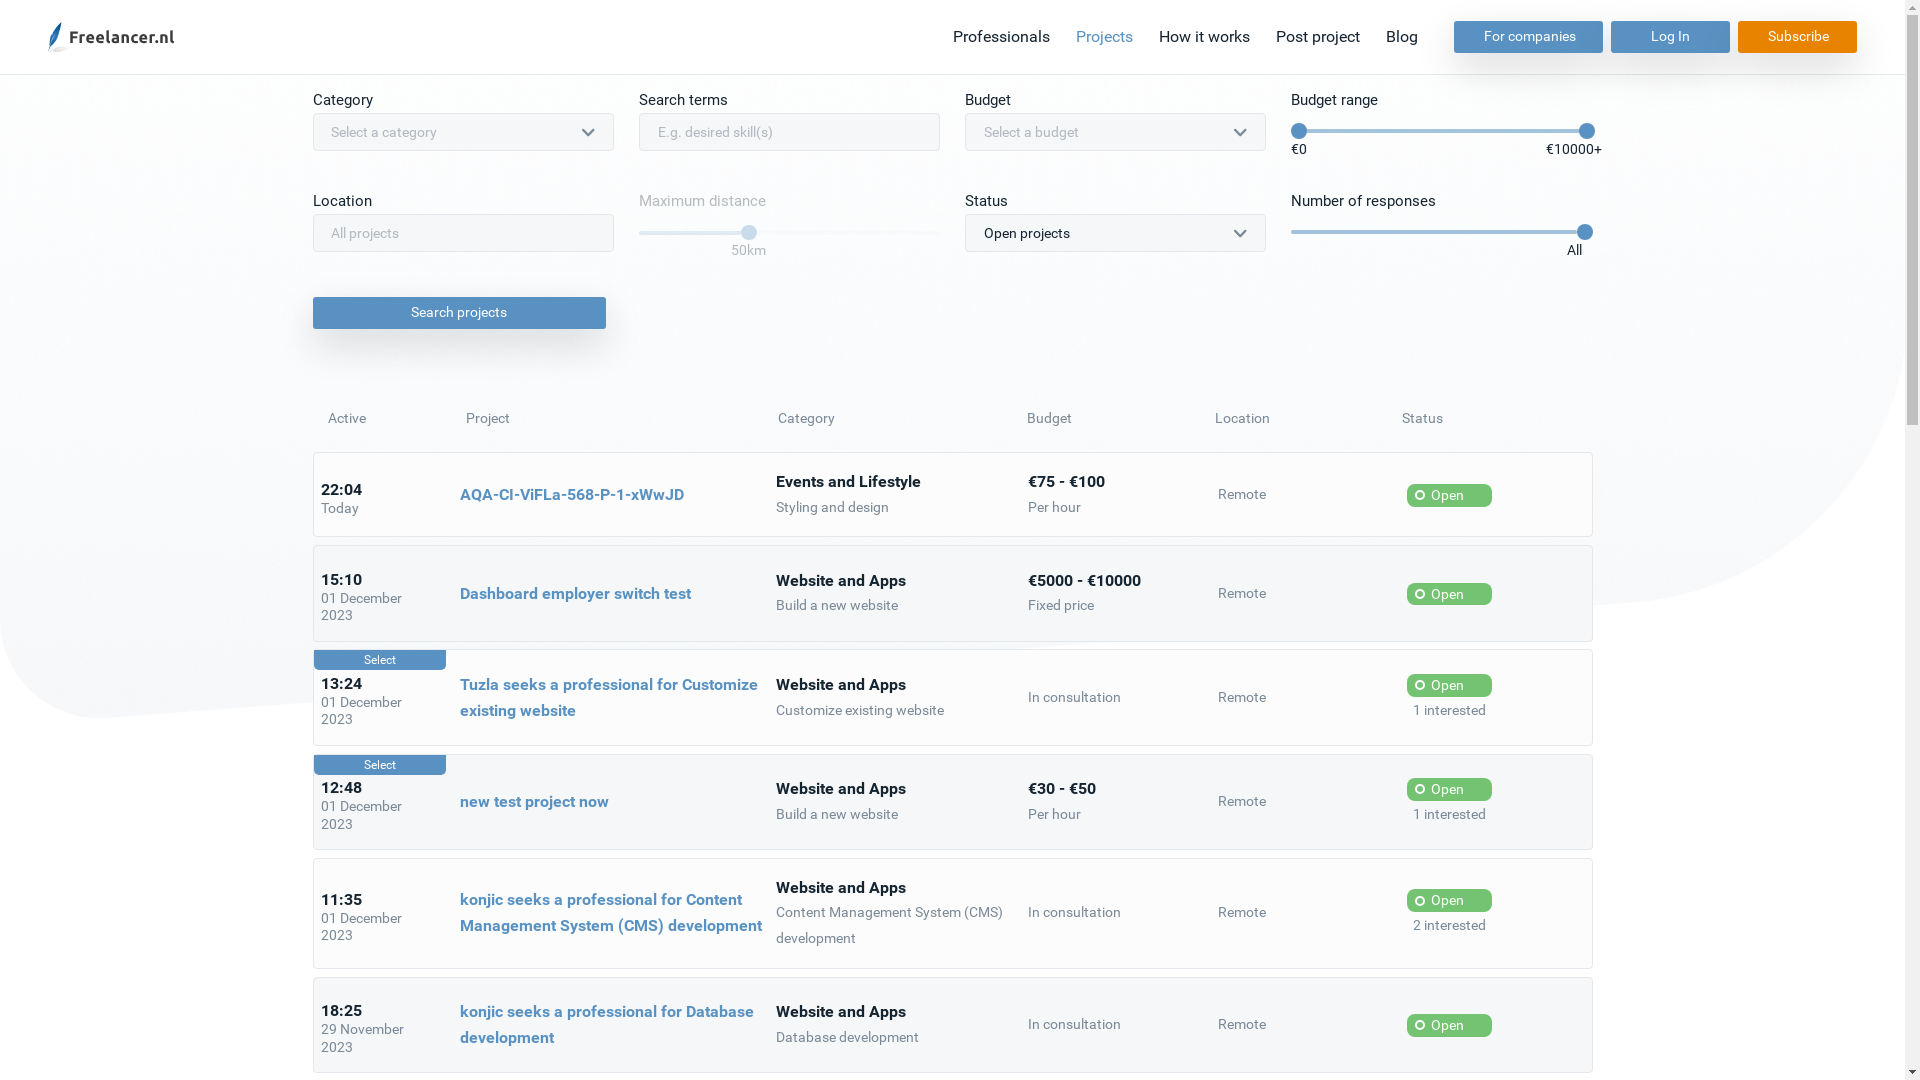 Freelancer.nl
Professionals Projects How it works Post project Blog For companies Log In Subscribe
Category Search terms Budget Budget range
Select a category E.g. desired skill(s) Select a budget
€0 €10000+
Location Maximum distance Status Number of responses
All projects Open projects
50km All
Search projects
Active Project Category Budget Location Status
22:04
Today
AQA-CI-ViFLa-568-P-1-xWwJD
Events and Lifestyle
Styling and design
€75 - €100
Per hour
Remote
Open
15:10
01 December
2023
Dashboard employer switch test
Website and Apps
Build a new website
€5000 - €10000
Fixed price
Remote
Open
Select
13:24
01 December
2023
Tuzla seeks a professional for Customize
existing website
Website and Apps
Customize existing website
In consultation
Remote
Open
1 interested
Select
12:48
01 December
2023
new test project now
Website and Apps
Build a new website
€30 - €50
Per hour
Remote
Open
1 interested
11:35
01 December
2023
konjic seeks a professional for Content
Management System (CMS) development
Website and Apps
Content Management System (CMS)
development
In consultation
Remote
Open
2 interested
18:25
29 November
2023
konjic seeks a professional for Database
development
Website and Apps
Database development
In consultation
Remote
Open